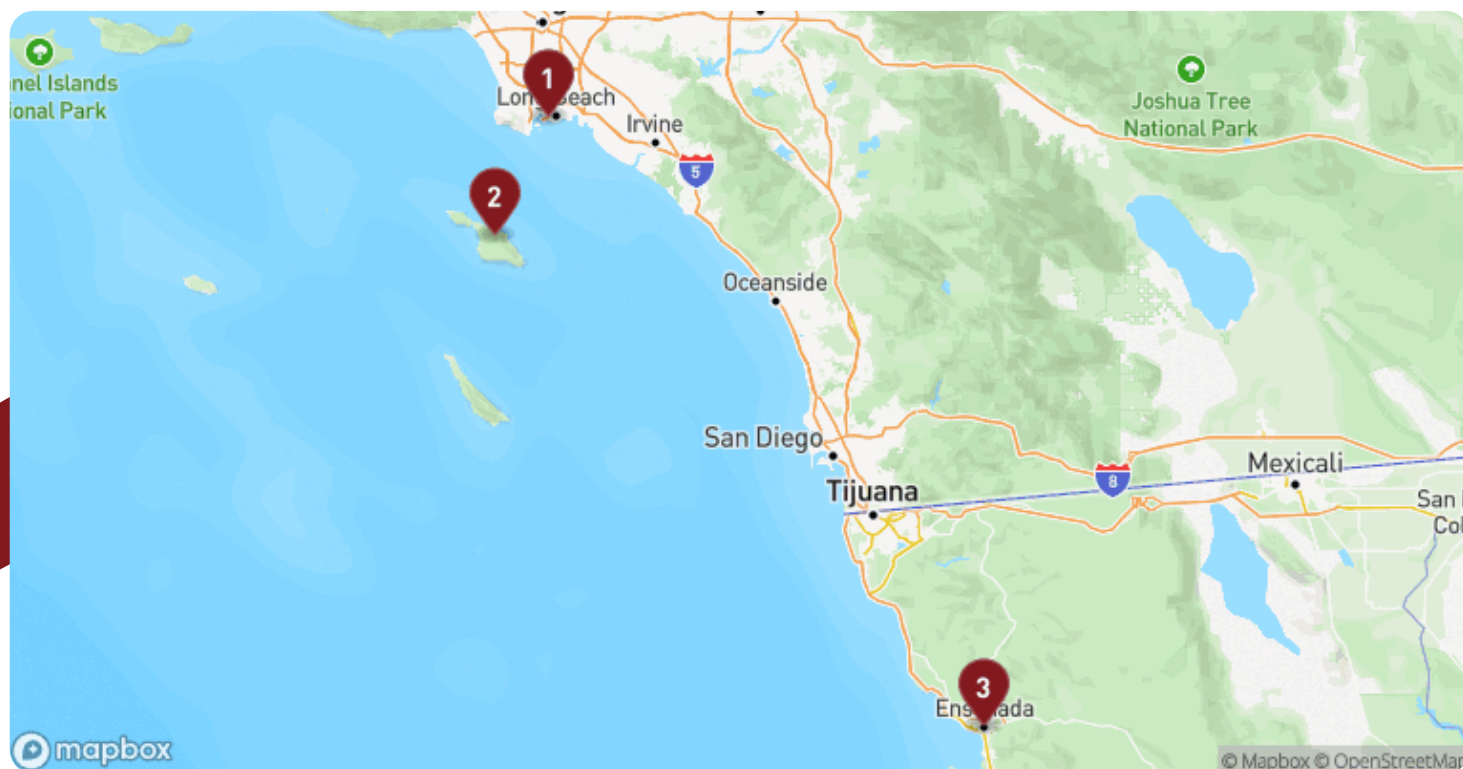 nel Islands
ional Park
1
Long Beach
Irvine
Joshua Tree
National Park
5
2
Oceanside
San Diego
Mexicali
8
Tijuana
San
Col
3
Ensenada
mapbox
© Mapbox © OpenStreetMap